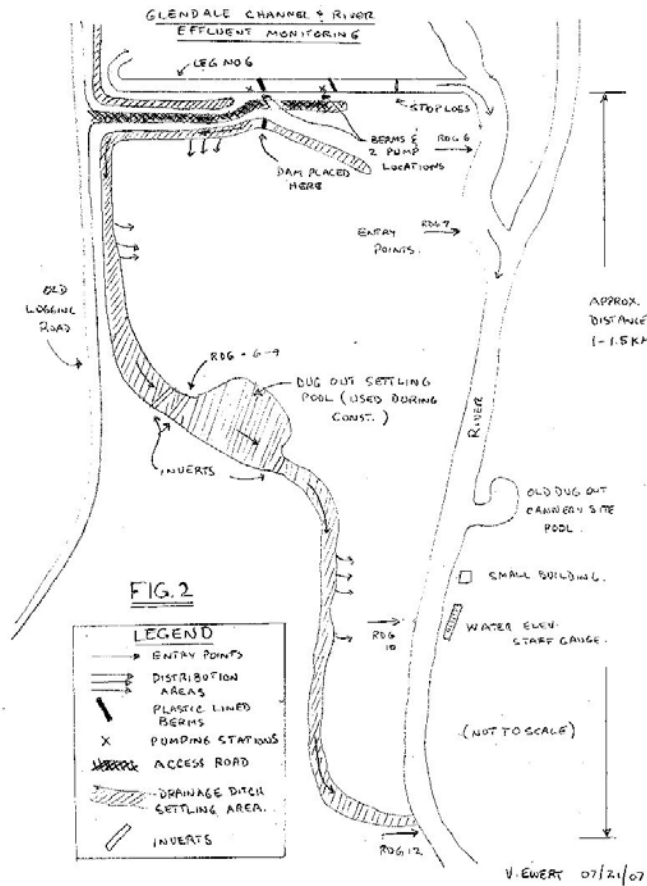 GLENDALE CHANNEL & RIVER
EFFLUENT MONITORING
LEG NO 6
STOP LOGS
BERMS &
2 PUMP
LOCATIONS
RDG 6
DAM PLACED
HERE
RDG 7
ENTRY
POINTS.
OLD
LOGGING
ROAD
APPROX.
DISTANCE
1-1.5 KM
RDG - 6-9
DUG OUT SETTLING
POOL (USED DURING
CONST.)
INVERTS
RIVER
OLD DUG OUT
CANNERY SITE
POOL.
SMALL BUILDING.
WATER ELEV.
STAFF GAUGE.
RDG
10
(NOT TO SCALE)
FIG. 2
LEGEND
ENTRY POINTS
DISTRIBUTION
AREAS
PLASTIC LINED
BERMS
X PUMPING STATIONS
ACCESS ROAD
DRAINAGE DITCH
SETTLING AREA.
INVERTS
RDG 12
V. EWERT 07/21/07